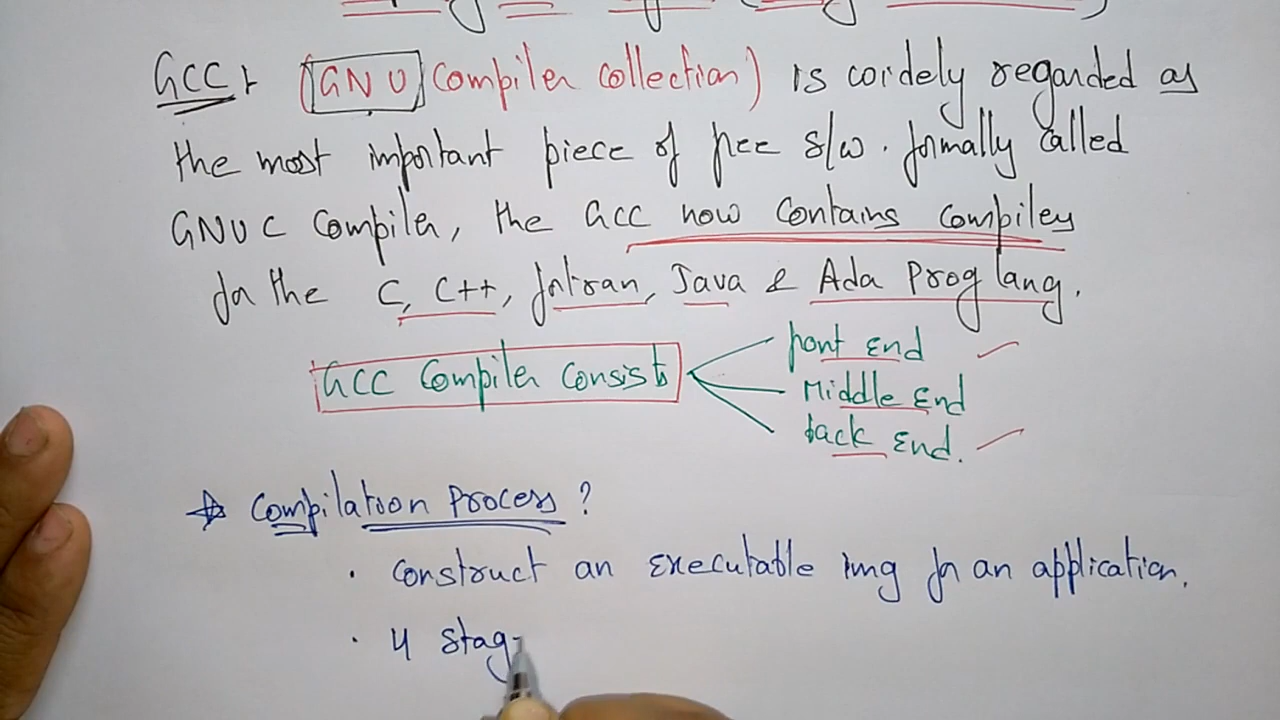 GCC: (GNU Compiler Collection) is widely regarded as
the most important piece of free s/w. formally called
GNU C Compiler, the GCC now contains compilers
for the C, C++, fortran, Java & Ada Prog lang.
GCC Compiler Consists
front End
Middle End
back End.
Compilation Process?
· Construct an executable img for an application.
· 4 stag